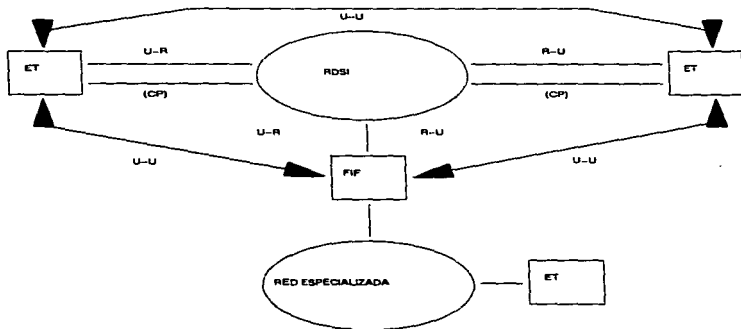 U-U
U-R
R-U
ET
RDSI
ET
(CP)
(CP)
U-R
R-U
U-U
U-U
FIF
RED ESPECIALIZADA
ET